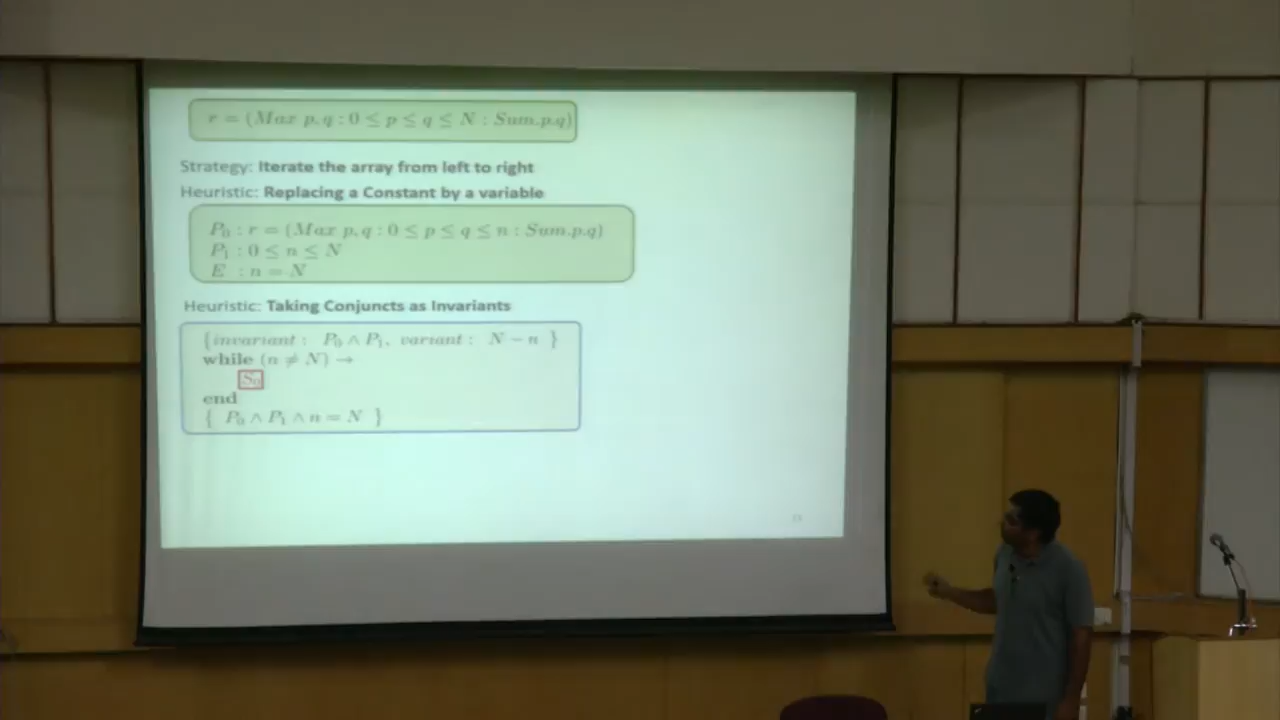 r = (Max p, q : 0 ≤ p ≤ q ≤ N : Sum.p.q)
Strategy: Iterate the array from left to right
Heuristic: Replacing a Constant by a variable
P₀ : r = (Max p, q : 0 ≤ p ≤ q ≤ n : Sum.p.q)
P₁ : 0 ≤ n ≤ N
E : n = N
Heuristic: Taking Conjuncts as Invariants
{invariant : P₀ ∧ P₁, variant : N − n }
while (n ≠ N) →
S₀
end
{ P₀ ∧ P₁ ∧ n = N }